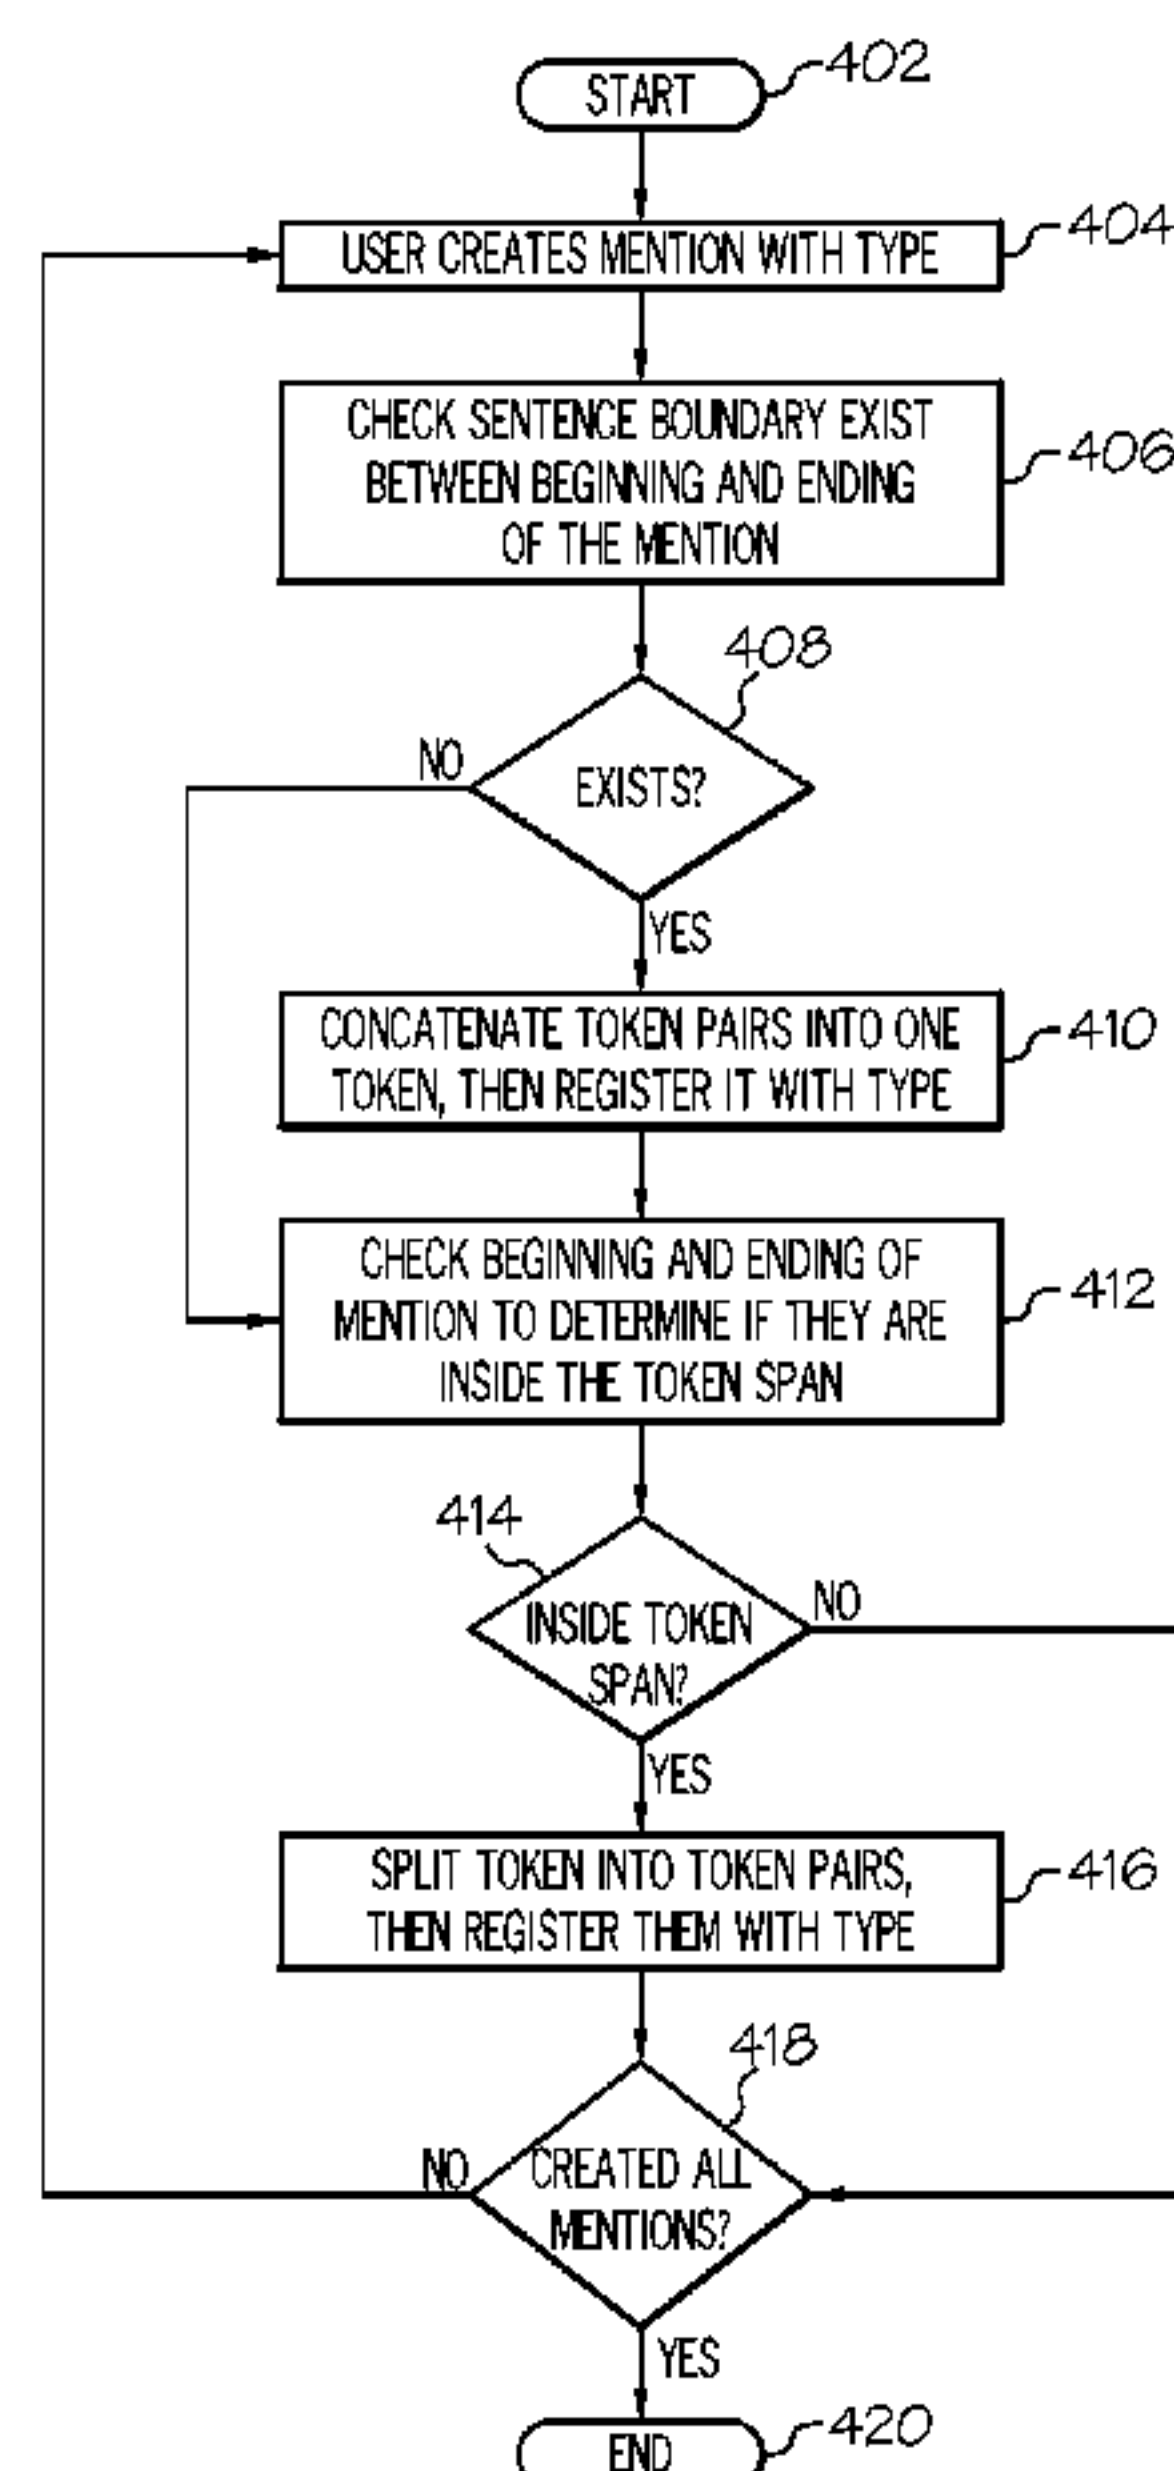 START
402
USER CREATES MENTION WITH TYPE
404
CHECK SENTENCE BOUNDARY EXIST
BETWEEN BEGINNING AND ENDING
OF THE MENTION
406
408
NO
EXISTS?
YES
CONCATENATE TOKEN PAIRS INTO ONE
TOKEN, THEN REGISTER IT WITH TYPE
410
CHECK BEGINNING AND ENDING OF
MENTION TO DETERMINE IF THEY ARE
INSIDE THE TOKEN SPAN
412
414
INSIDE TOKEN
SPAN?
NO
YES
SPLIT TOKEN INTO TOKEN PAIRS,
THEN REGISTER THEM WITH TYPE
416
418
NO
CREATED ALL
MENTIONS?
YES
END
420